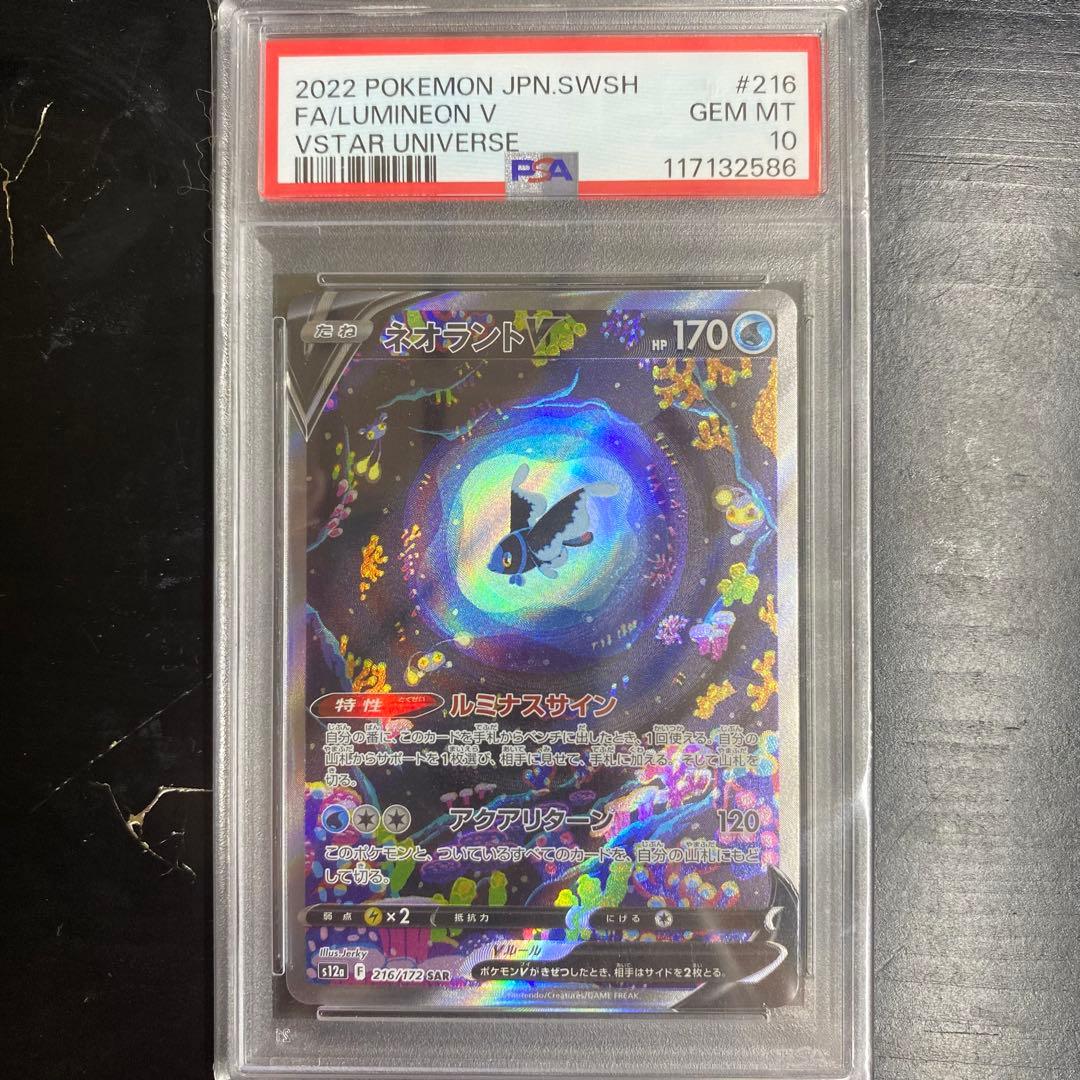 2022 POKEMON JPN.SWSH #216
FA/LUMINEON V GEM MT
VSTAR UNIVERSE 10
PSA 117132586
たね ネオラントV HP 170
特性 とくせい ルミナスサイン
自分の番に、このカードを手札からベンチに出したとき、1回使える。自分の
山札からサポートを1枚選び、相手に見せて、手札に加える。そして山札を
切る。
アクアリターン 120
このポケモンと、ついているすべてのカードを、自分の山札にもど
して切る。
弱点 ×2 抵抗力 にげる
Illus.Jerky
Vルール
s12a F 216/172 SAR ポケモンVがきぜつしたとき、相手はサイドを2枚とる。
Nintendo/Creatures/GAME FREAK.